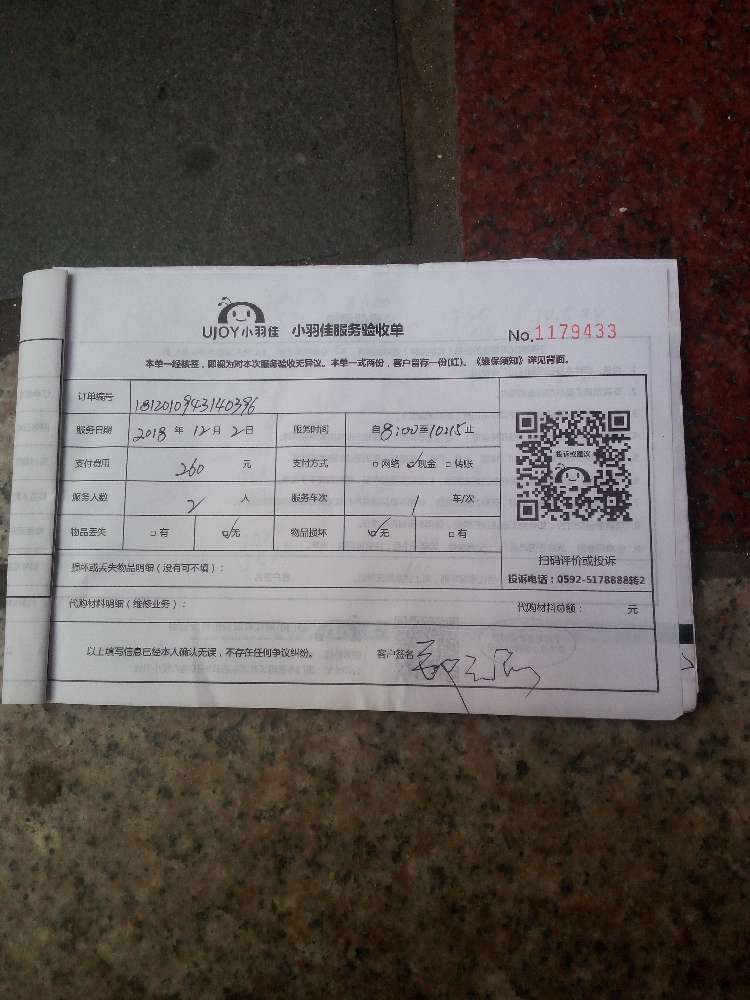 UJOY小羽佳 小羽佳服务验收单 No.1179433
本单一经核签，即视为对本次服务验收无异议。本单一式两份，客户留存一份(红)。《维保须知》详见背面。
订单编号 1812010943140396
服务日期 2018 年 12 月 2 日 服务时间 自 8:00 至 10:15 止
支付费用 260 元 支付方式 □网络 ☑现金 □转账
投诉或建议
服务人数 2 人 服务车次 1 车/次
物品丢失 □有 ☑无 物品损坏 ☑无 □有
扫码评价或投诉
损坏或丢失物品明细（没有可不填）：
投诉电话：0592-5178888转2
代购材料明细（维修业务）： 代购材料总额： 元
以上填写信息已经本人确认无误，不存在任何争议纠纷。 客户签名